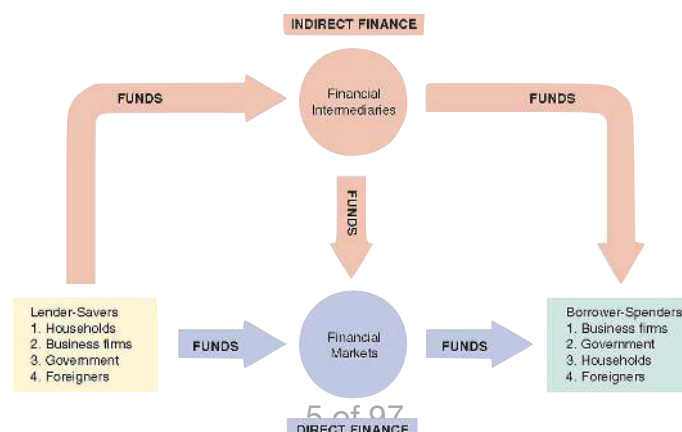 INDIRECT FINANCE
FUNDS
Financial
Intermediaries
FUNDS
FUNDS
Lender-Savers
1. Households
2. Business firms
3. Government
4. Foreigners
FUNDS
Financial
Markets
FUNDS
Borrower-Spenders
1. Business firms
2. Government
3. Households
4. Foreigners
5 of 97
DIRECT FINANCE